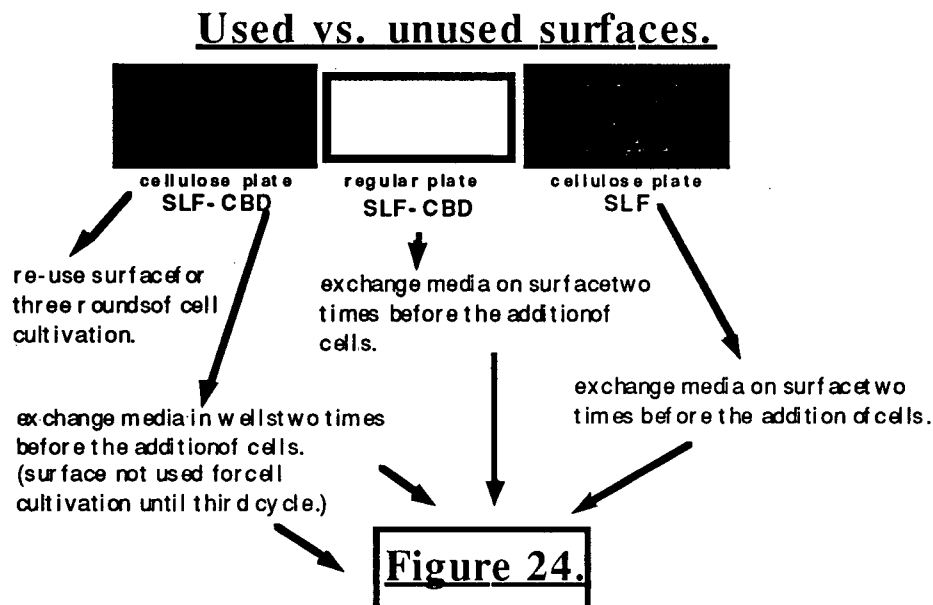 Used vs. unused surfaces.
cellulose plate
SLF-CBD
regular plate
SLF-CBD
cellulose plate
SLF
re-use surface for
three rounds of cell
cultivation.
exchange media on surface two
times before the addition of
cells.
exchange media on surface two
times before the addition of cells.
exchange media in wells two times
before the addition of cells.
(surface not used for cell
cultivation until third cycle.)
Figure 24.